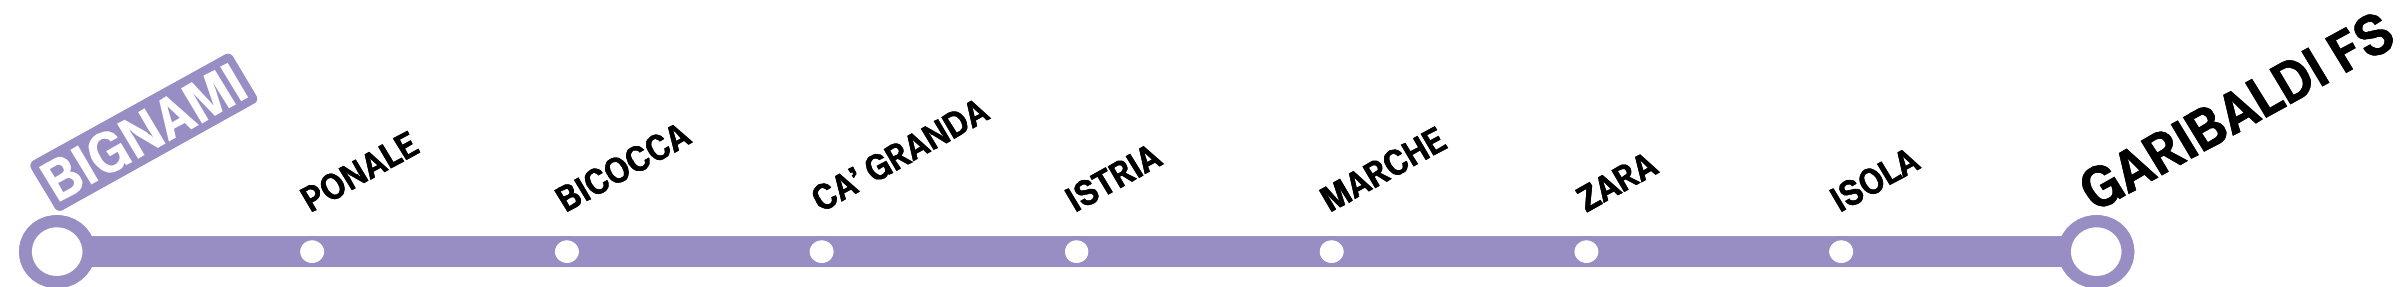 BIGNAMI
PONALE
BICOCCA
CA' GRANDA
ISTRIA
MARCHE
ZARA
ISOLA
GARIBALDI FS